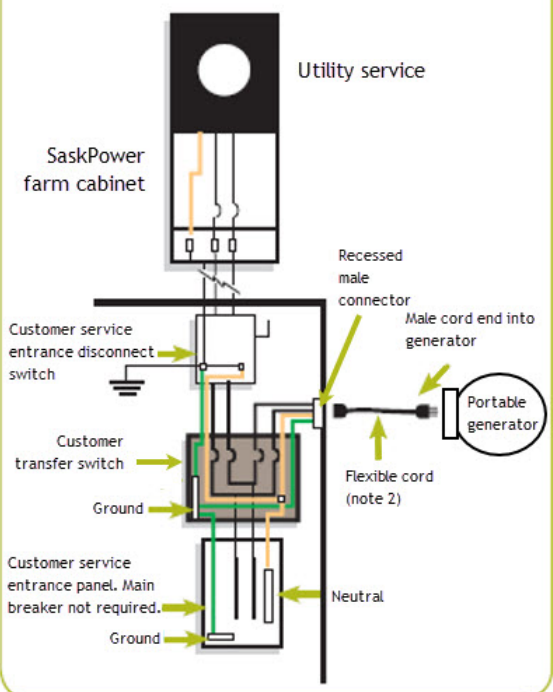 Utility service
SaskPower
farm cabinet
Recessed
male
connector
Male cord end into
generator
Customer service
entrance disconnect
switch
Portable
generator
Customer
transfer switch
Flexible cord
(note 2)
Ground
Customer service
entrance panel. Main
breaker not required.
Neutral
Ground